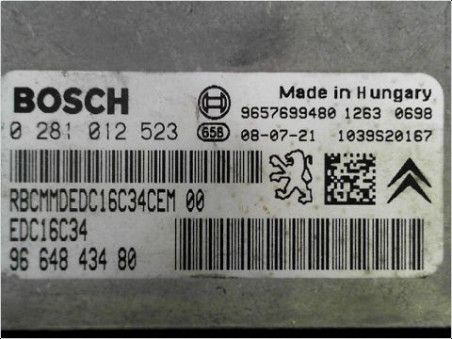 BOSCH
Made in Hungary
9657699480 1263 0698
0 281 012 523
658
08-07-21 1039S20167
RBCMMDEDC16C34CEM 00
EDC16C34
96 648 434 80